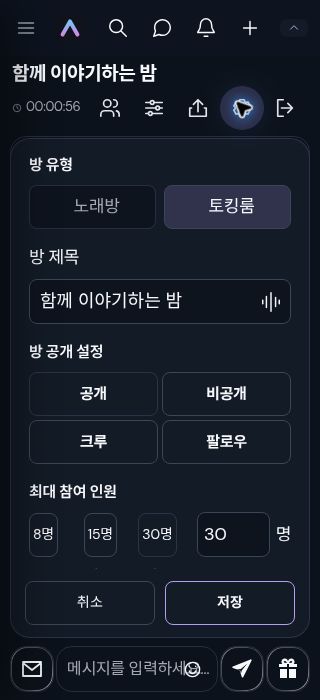 함께 이야기하는 밤
00:00:56
방 유형
노래방 토킹룸
방 제목
함께 이야기하는 밤
방 공개 설정
공개 비공개
크루 팔로우
최대 참여 인원
8명 15명 30명 30 명
취소 저장
메시지를 입력하세...